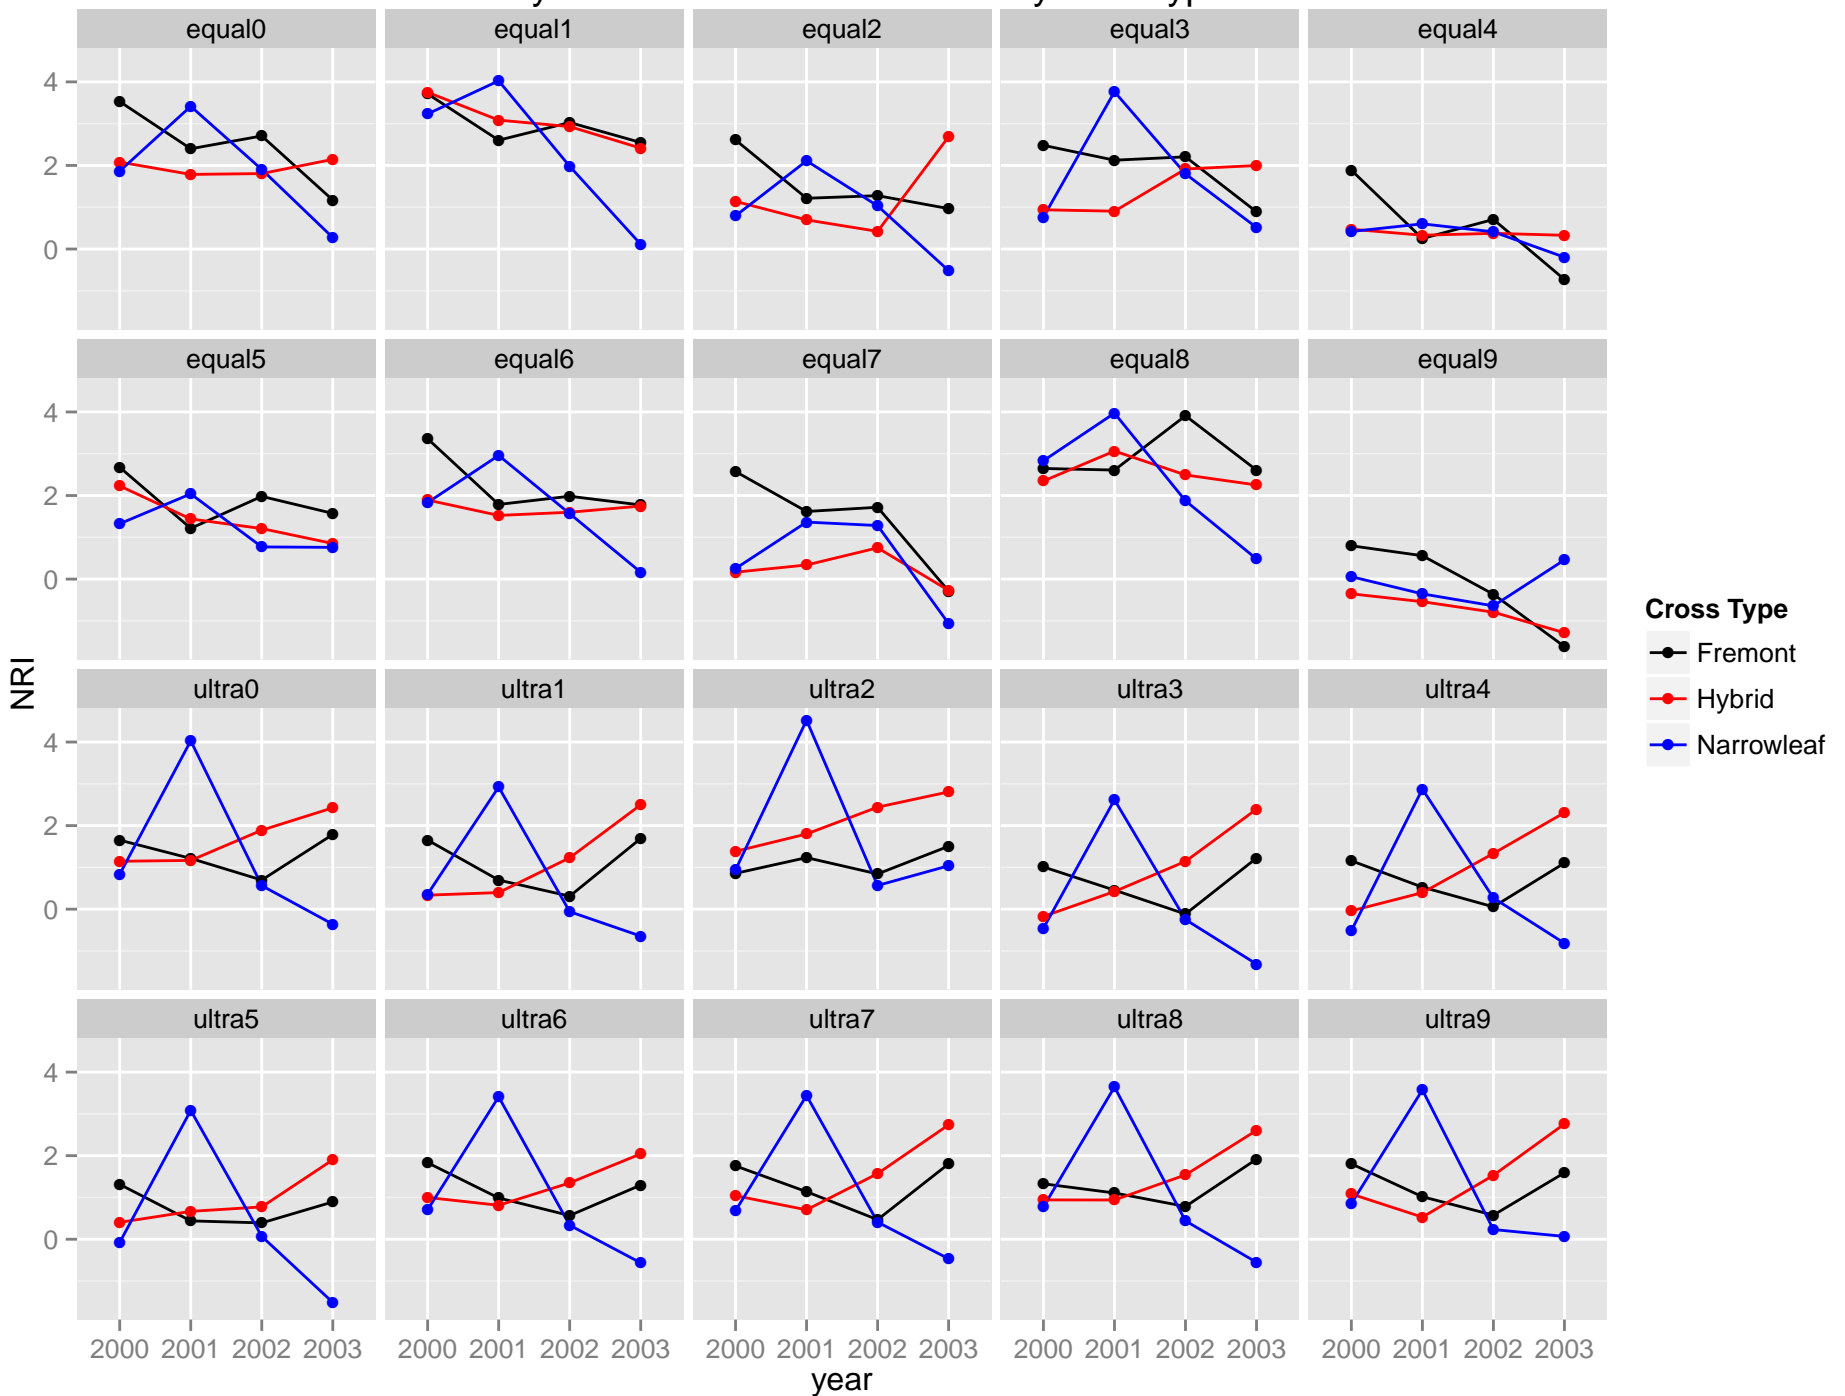 equal0 equal1 equal2 equal3 equal4
4
2
0
equal5 equal6 equal7 equal8 equal9
4
2
0
NRI
ultra0 ultra1 ultra2 ultra3 ultra4
4
2
0
ultra5 ultra6 ultra7 ultra8 ultra9
4
2
0
2000 2001 2002 2003 2000 2001 2002 2003 2000 2001 2002 2003 2000 2001 2002 2003 2000 2001 2002 2003
year
Cross Type
Fremont
Hybrid
Narrowleaf